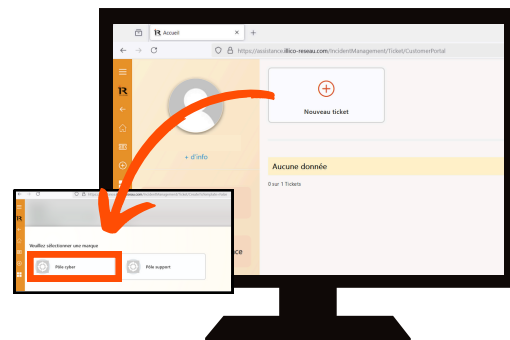 Accueil
https://assistance.illico-reseau.com/IncidentManagement/Ticket/CustomerPortal
Nouveau ticket
+ d'info
Aucune donnée
0 sur 1 Tickets
ce
Veuillez sélectionner une marque
Pôle cyber
Pôle support